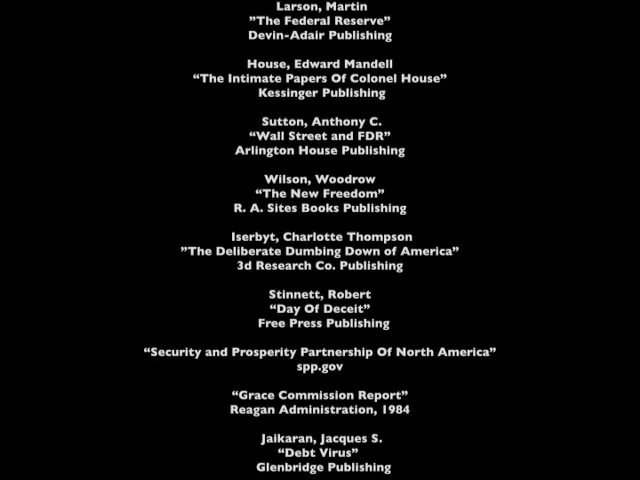 Larson, Martin
”The Federal Reserve”
Devin-Adair Publishing
House, Edward Mandell
“The Intimate Papers Of Colonel House”
Kessinger Publishing
Sutton, Anthony C.
“Wall Street and FDR”
Arlington House Publishing
Wilson, Woodrow
“The New Freedom”
R. A. Sites Books Publishing
Iserbyt, Charlotte Thompson
”The Deliberate Dumbing Down of America”
3d Research Co. Publishing
Stinnett, Robert
“Day Of Deceit”
Free Press Publishing
“Security and Prosperity Partnership Of North America”
spp.gov
“Grace Commission Report”
Reagan Administration, 1984
Jaikaran, Jacques S.
“Debt Virus”
Glenbridge Publishing